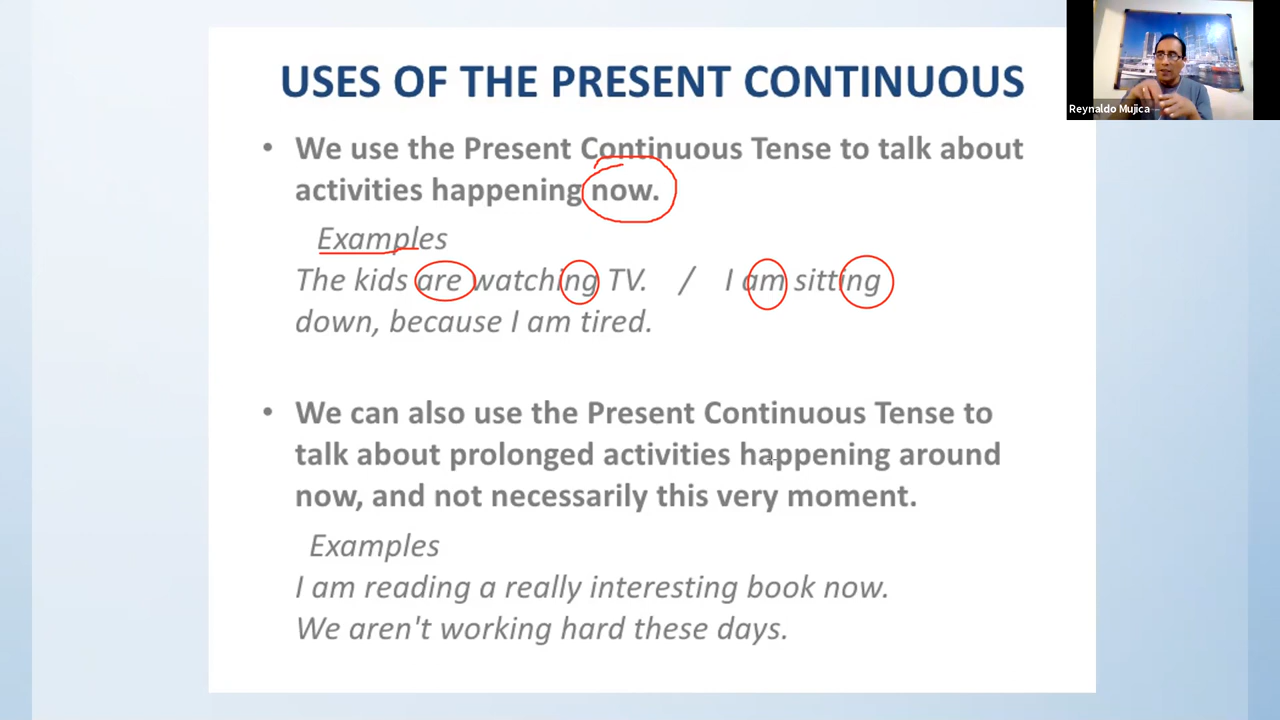 USES OF THE PRESENT CONTINUOUS
Reynaldo Mujica
• We use the Present Continuous Tense to talk about
activities happening now.
Examples
The kids are watching TV. / I am sitting
down, because I am tired.
• We can also use the Present Continuous Tense to
talk about prolonged activities happening around
now, and not necessarily this very moment.
Examples
I am reading a really interesting book now.
We aren't working hard these days.